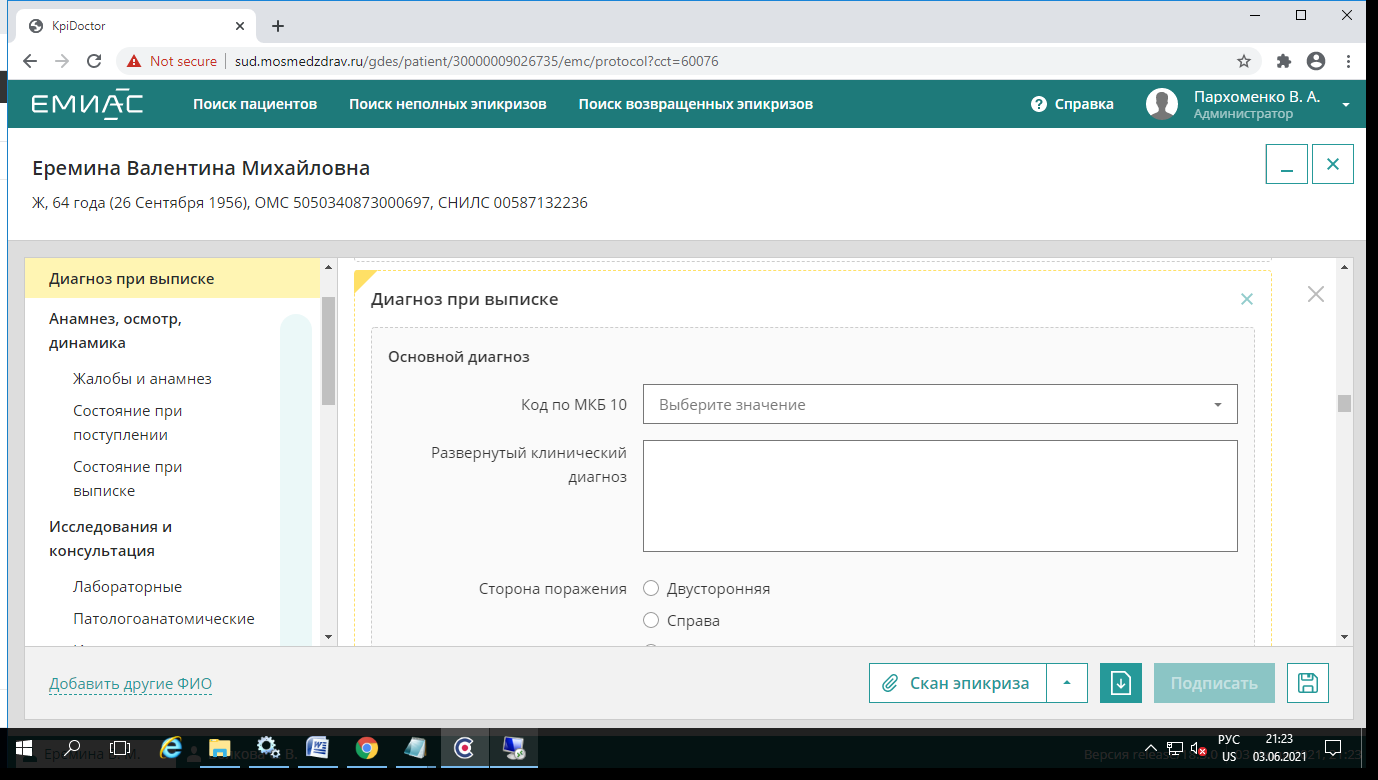 KpiDoctor
Not secure
sud.mosmedzdrav.ru/gdes/patient/30000009026735/emc/protocol?cct=60076
ЕМИАС
Поиск пациентов
Поиск неполных эпикризов
Поиск возвращенных эпикризов
? Справка
Пархоменко В. А.
Администратор
Еремина Валентина Михайловна
Ж, 64 года (26 Сентября 1956), ОМС 5050340873000697, СНИЛС 00587132236
Диагноз при выписке
Анамнез, осмотр,
динамика
Жалобы и анамнез
Состояние при
поступлении
Состояние при
выписке
Исследования и
консультация
Лабораторные
Патологоанатомические
Диагноз при выписке
Основной диагноз
Код по МКБ 10
Выберите значение
Развернутый клинический
диагноз
Сторона поражения
Двусторонняя
Справа
Добавить другие ФИО
Скан эпикриза
Подписать
Еремина В. М.
Версия release
РУС
US
21:23
03.06.2021